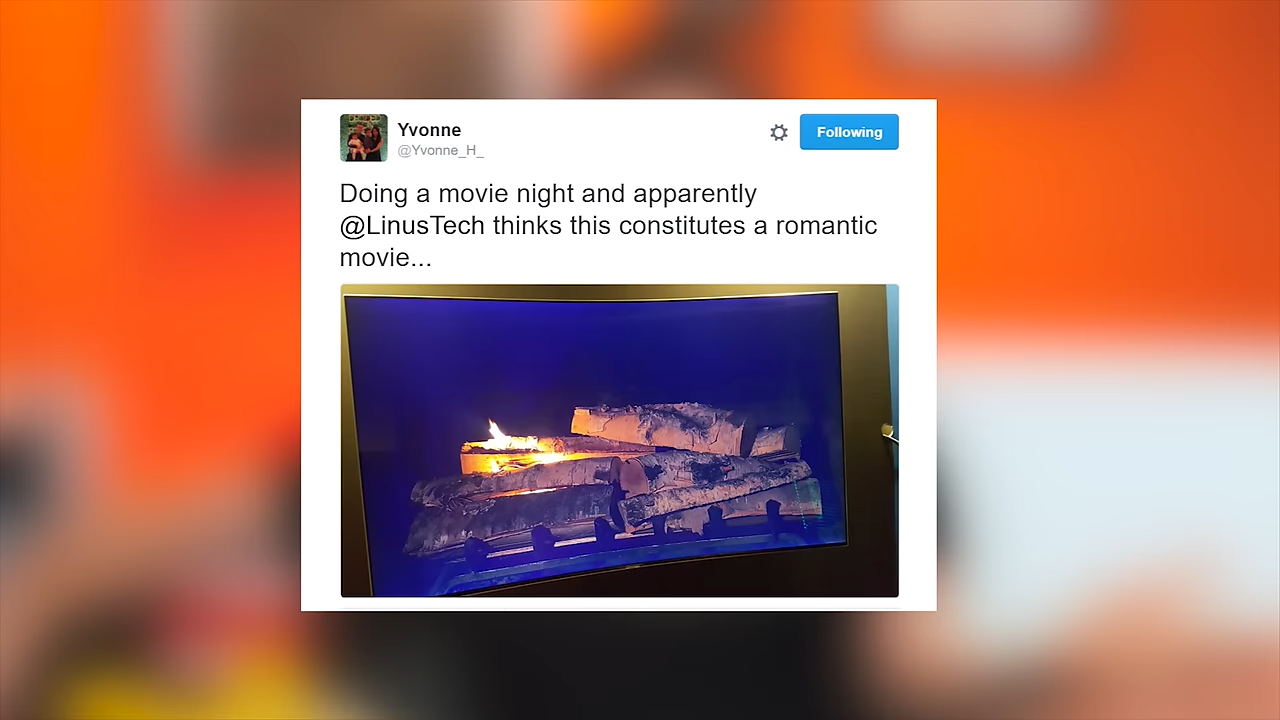 Yvonne
@Yvonne_H_
Following
Doing a movie night and apparently
@LinusTech thinks this constitutes a romantic
movie...